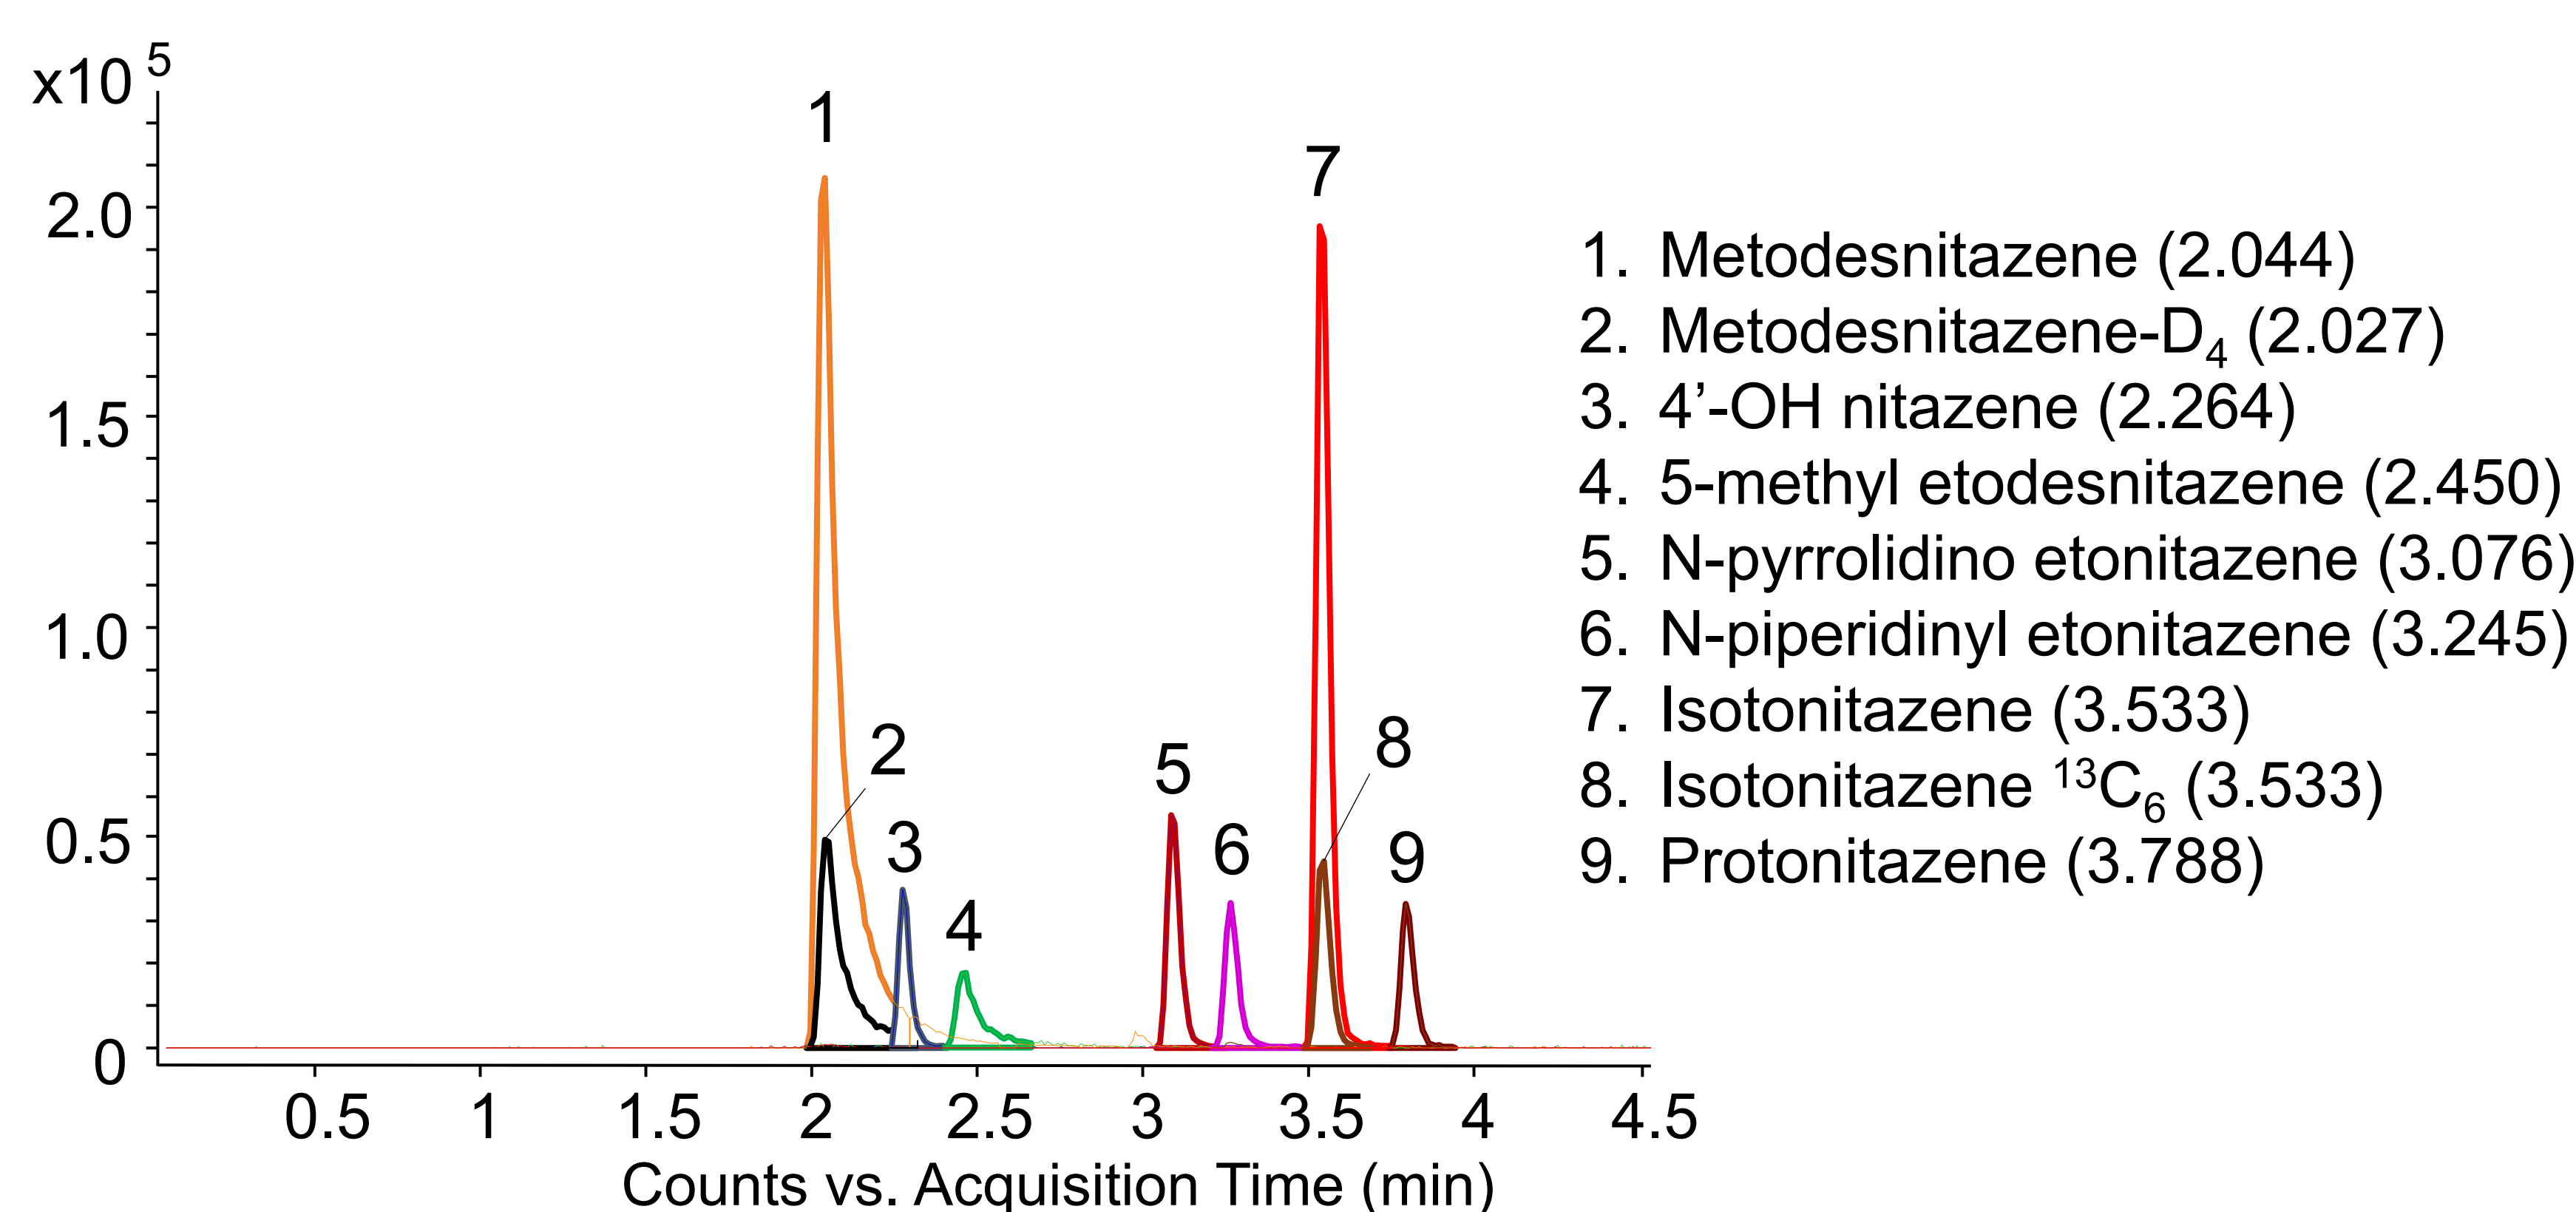 x10 5
2.0
1.5
1.0
0.5
0
1
2
3
4
5
6
7
8
9
0.5 1 1.5 2 2.5 3 3.5 4 4.5
Counts vs. Acquisition Time (min)
1. Metodesnitazene (2.044)
2. Metodesnitazene-D₄ (2.027)
3. 4’-OH nitazene (2.264)
4. 5-methyl etodesnitazene (2.450)
5. N-pyrrolidino etonitazene (3.076)
6. N-piperidinyl etonitazene (3.245)
7. Isotonitazene (3.533)
8. Isotonitazene ¹³C₆ (3.533)
9. Protonitazene (3.788)